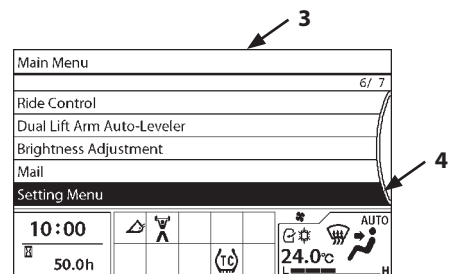 3
Main Menu
6/ 7
Ride Control
Dual Lift Arm Auto-Leveler
Brightness Adjustment
Mail
4
Setting Menu
10:00
AUTO
TC
24.0℃
50.0h
L H